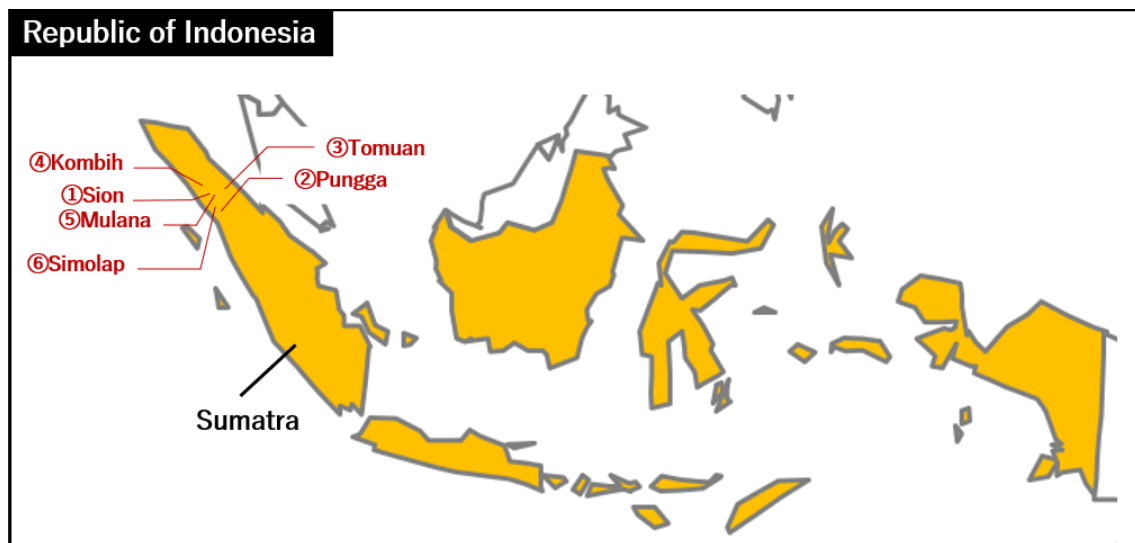 Republic of Indonesia
③Tomuan
④Kombih
②Pungga
①Sion
⑤Mulana
⑥Simolap
Sumatra